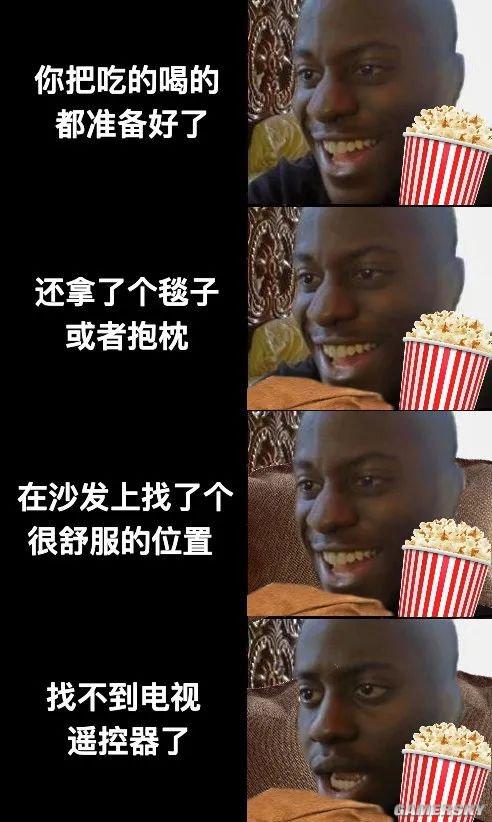 你把吃的喝的
都准备好了
还拿了个毯子
或者抱枕
在沙发上找了个
很舒服的位置
找不到电视
遥控器了
GAMERSKY